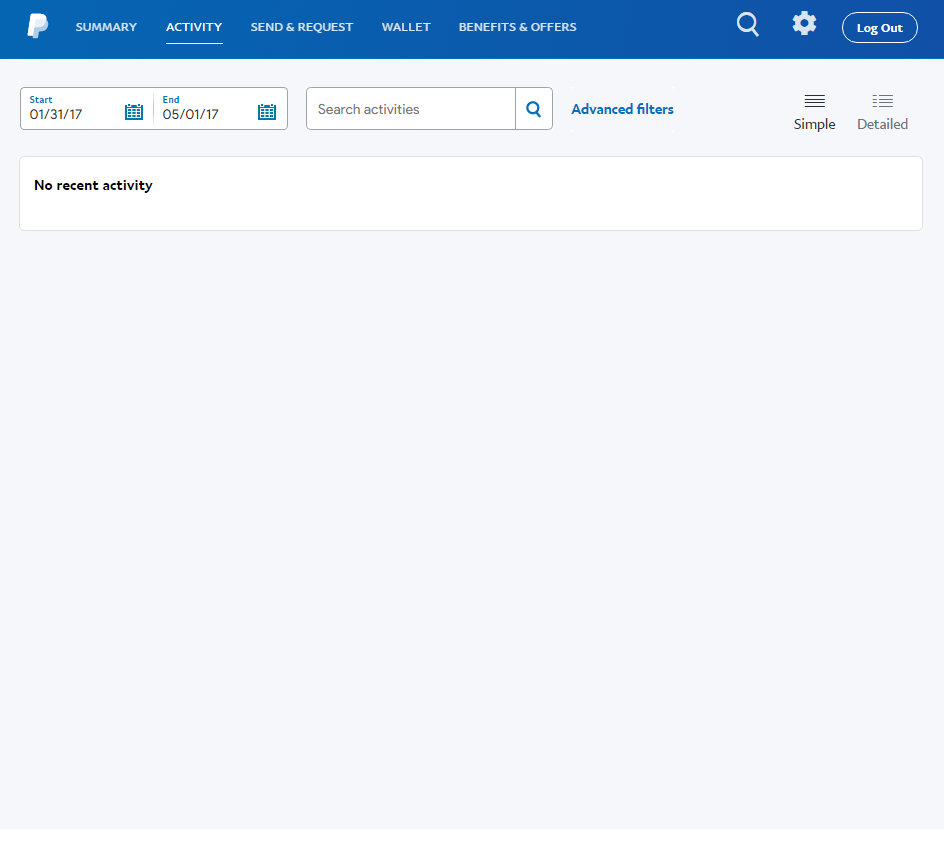 SUMMARY ACTIVITY SEND & REQUEST WALLET BENEFITS & OFFERS Log Out
Start End
01/31/17 05/01/17 Search activities Advanced filters
Simple Detailed
No recent activity